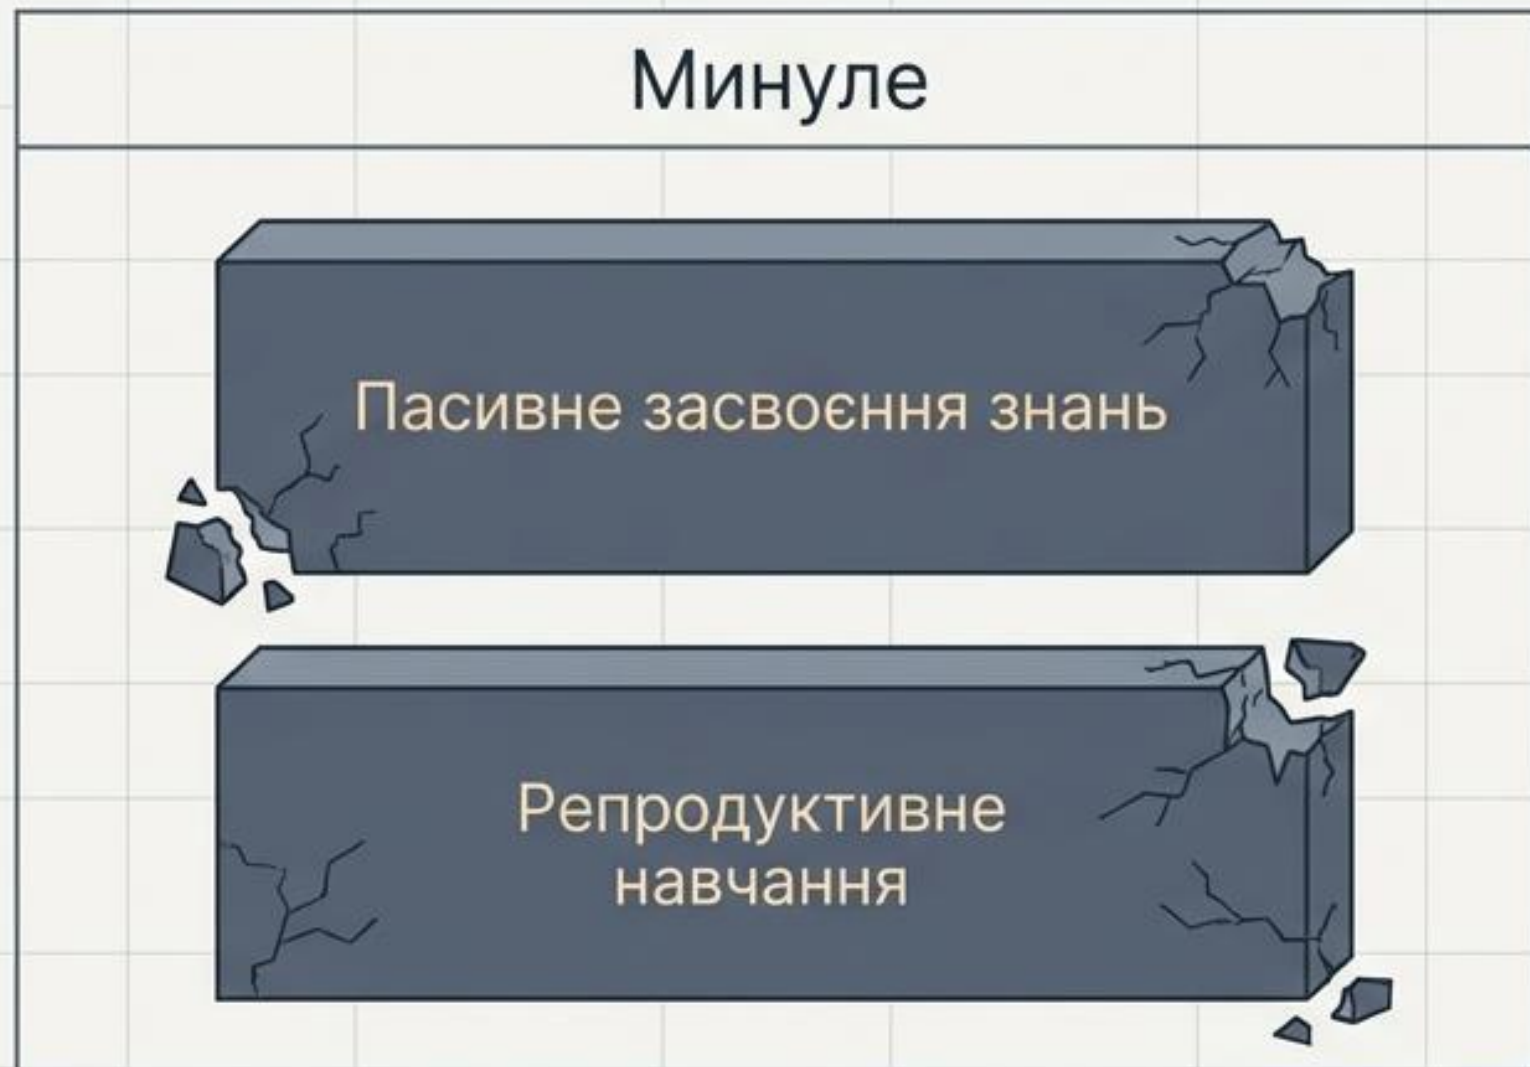 Минуле
Пасивне засвоєння знань
Репродуктивне
навчання